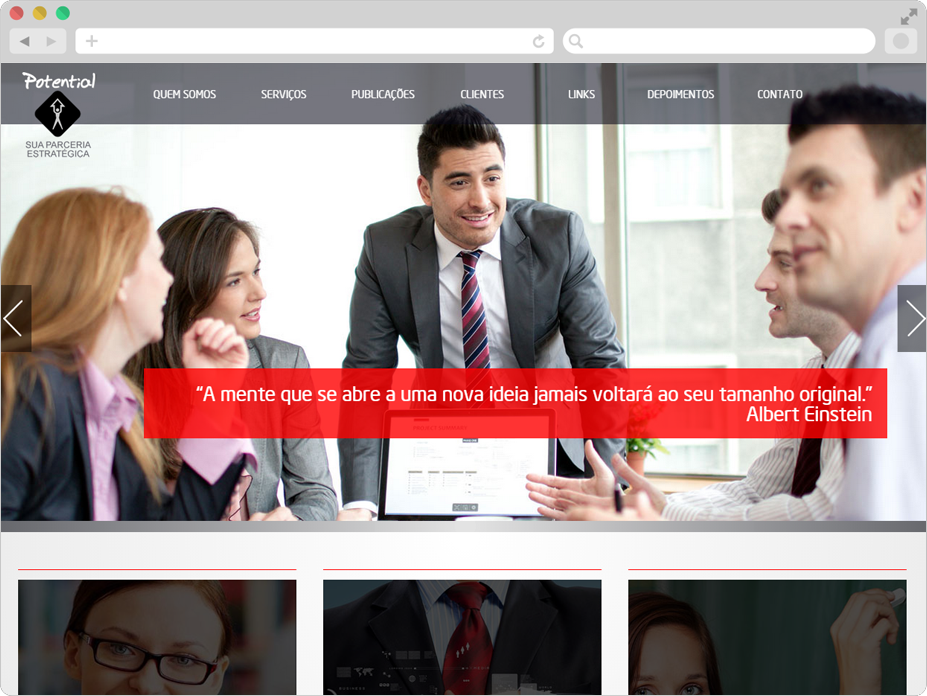 Potential
SUA PARCERIA
ESTRATÉGICA
QUEM SOMOS
SERVIÇOS
PUBLICAÇÕES
CLIENTES
LINKS
DEPOIMENTOS
CONTATO
“A mente que se abre a uma nova ideia jamais voltará ao seu tamanho original.”
Albert Einstein
BUSINESS